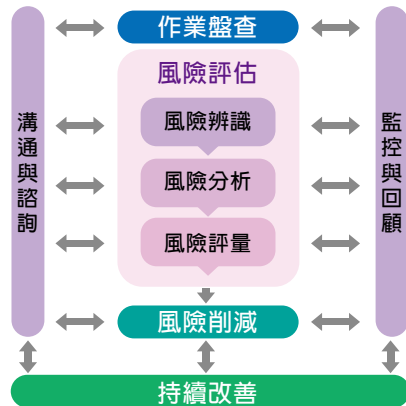 作業盤查
風險評估
溝通與諮詢
風險辨識
風險分析
風險評量
監控與回顧
風險削減
持續改善